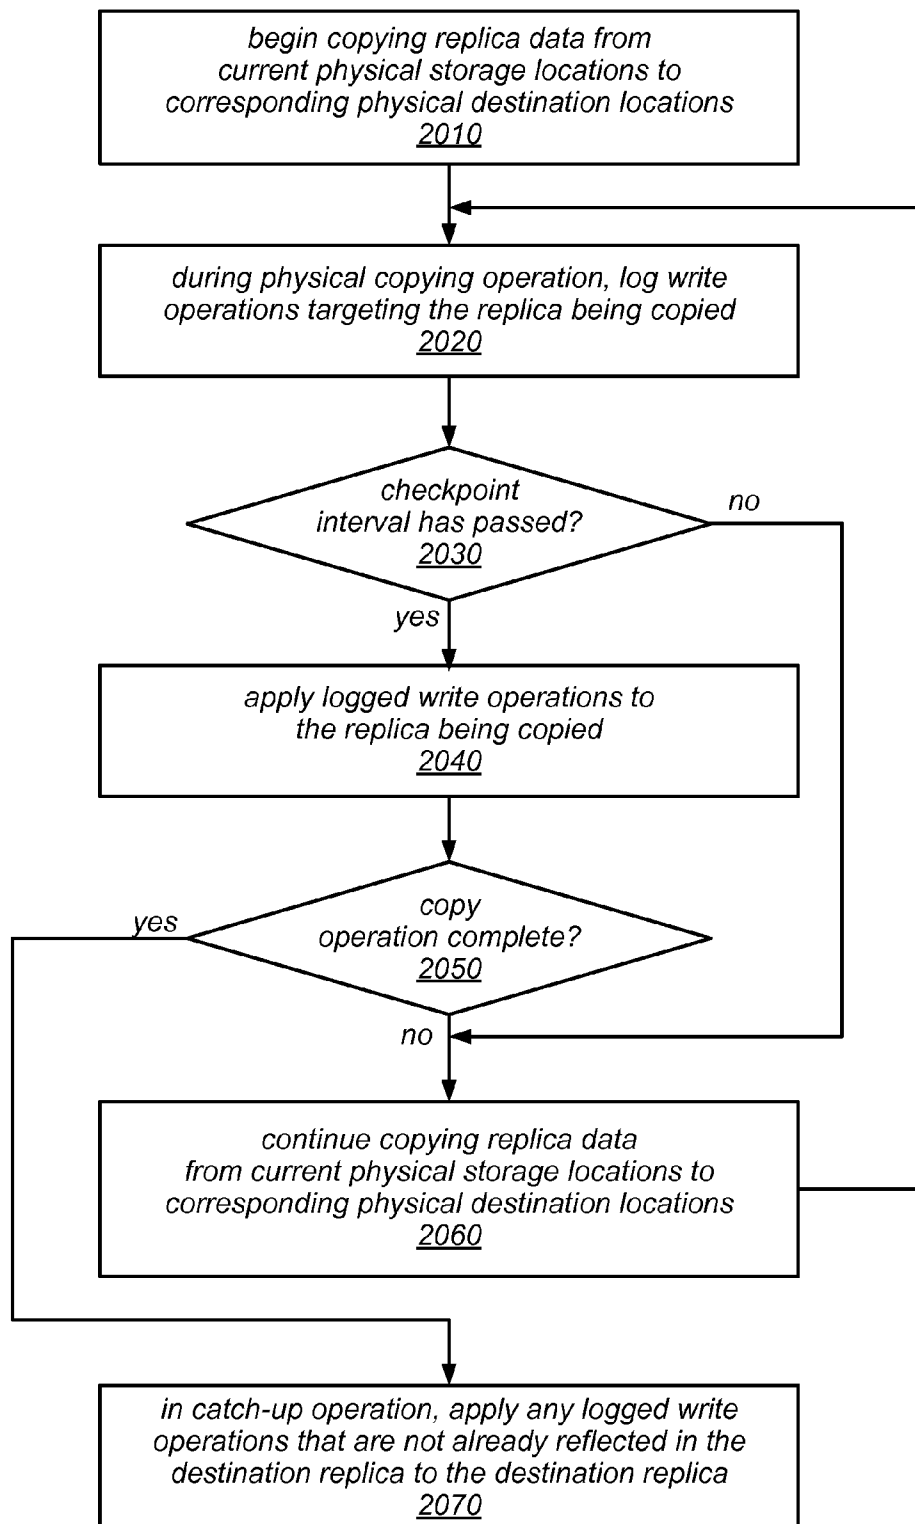 begin copying replica data from
current physical storage locations to
corresponding physical destination locations
2010
during physical copying operation, log write
operations targeting the replica being copied
2020
checkpoint
interval has passed?
2030
no
yes
apply logged write operations to
the replica being copied
2040
copy
operation complete?
2050
yes
no
continue copying replica data
from current physical storage locations to
corresponding physical destination locations
2060
in catch-up operation, apply any logged write
operations that are not already reflected in the
destination replica to the destination replica
2070